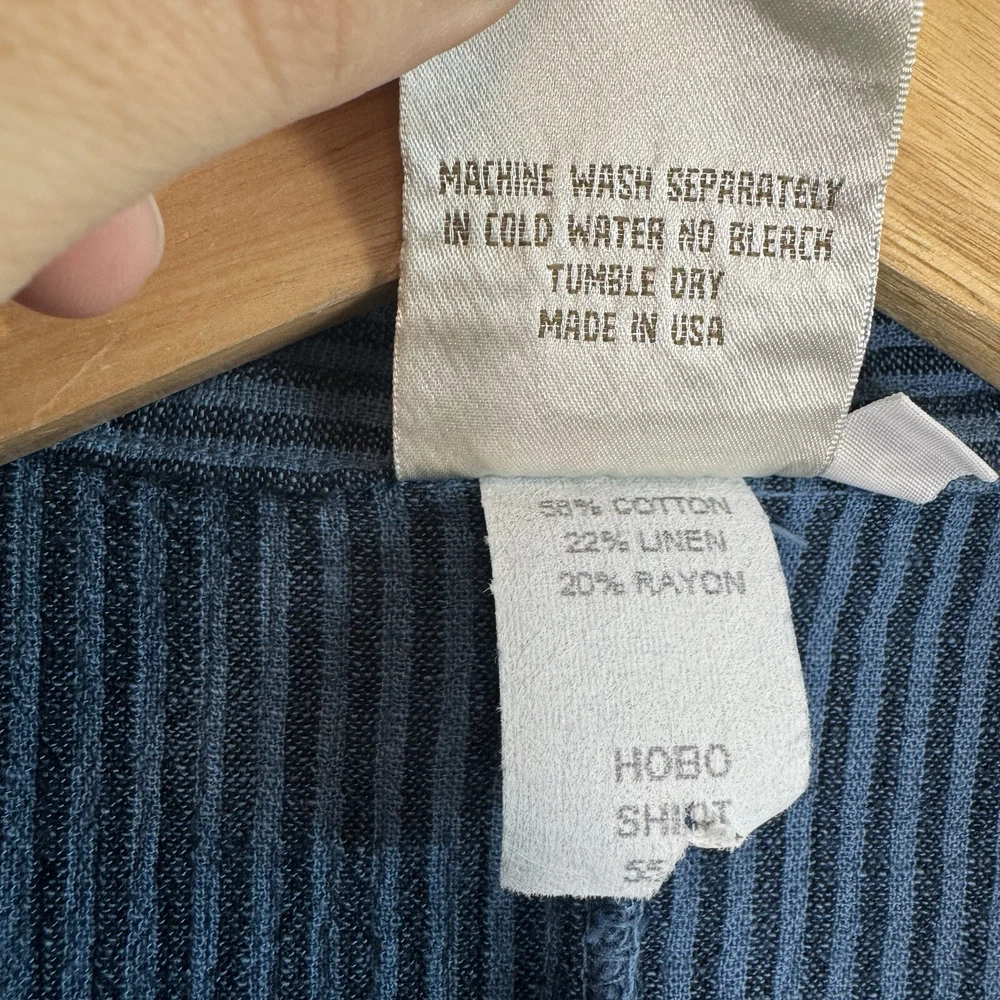 MACHINE WASH SEPARATELY
IN COLD WATER NO BLEACH
TUMBLE DRY
MADE IN USA
58% COTTON
22% LINEN
20% RAYON
HOBO
SHIRT